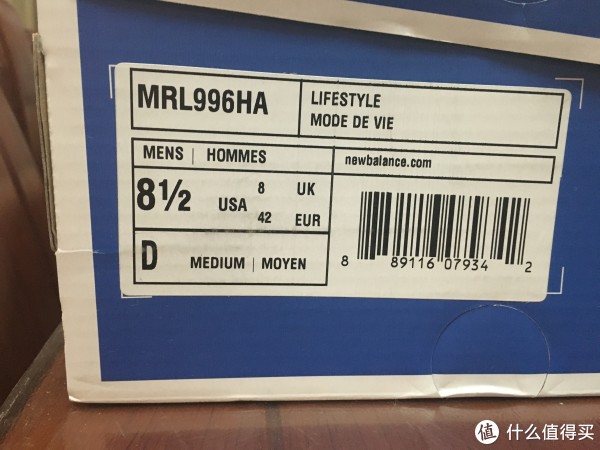 MRL996HA
LIFESTYLE
MODE DE VIE
MENS | HOMMES
newbalance.com
8½ USA 8 UK
42 EUR
D MEDIUM | MOYEN
8 89116 07934 2
值 什么值得买